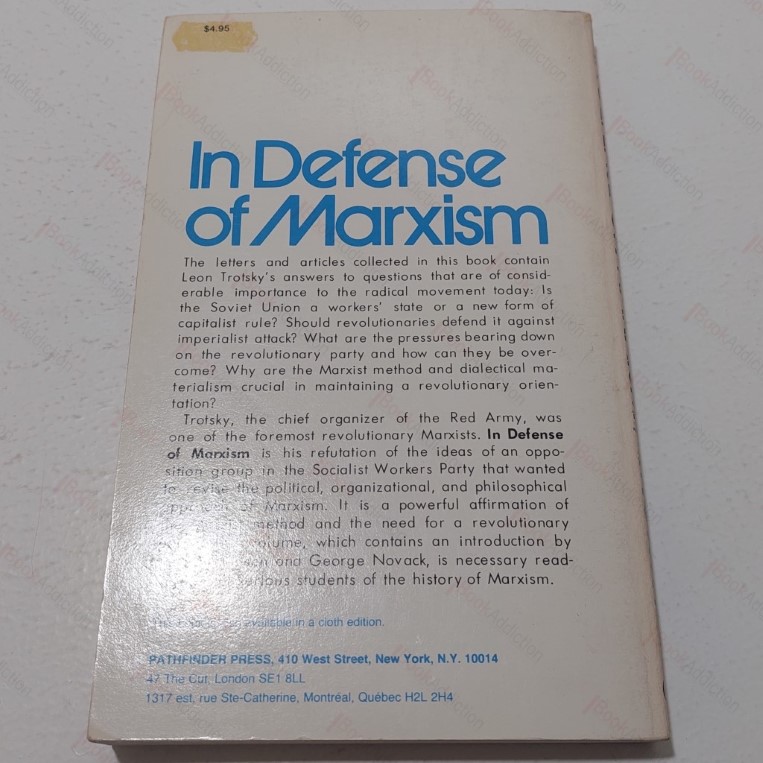 $4.95
In Defense
of Marxism
The letters and articles collected in this book contain
Leon Trotsky's answers to questions that are of consid-
erable importance to the radical movement today: Is
the Soviet Union a workers' state or a new form of
capitalist rule? Should revolutionaries defend it against
imperialist attack? What are the pressures bearing down
on the revolutionary party and how can they be over-
come? Why are the Marxist method and dialectical ma-
terialism crucial in maintaining a revolutionary orien-
tation?
Trotsky, the chief organizer of the Red Army, was
one of the foremost revolutionary Marxists. In Defense
of Marxism is his refutation of the ideas of an oppo-
sition group in the Socialist Workers Party that wanted
to revise the political, organizational, and philosophical
of Marxism. It is a powerful affirmation of
method and the need for a revolutionary
which contains an introduction by
and George Novack, is necessary read-
serious students of the history of Marxism.
available in a cloth edition.
PATHFINDER PRESS, 410 West Street, New York, N.Y. 10014
47 The Cut, London SE1 8LL
1317 est, rue Ste-Catherine, Montréal, Québec H2L 2H4
BookAddiction